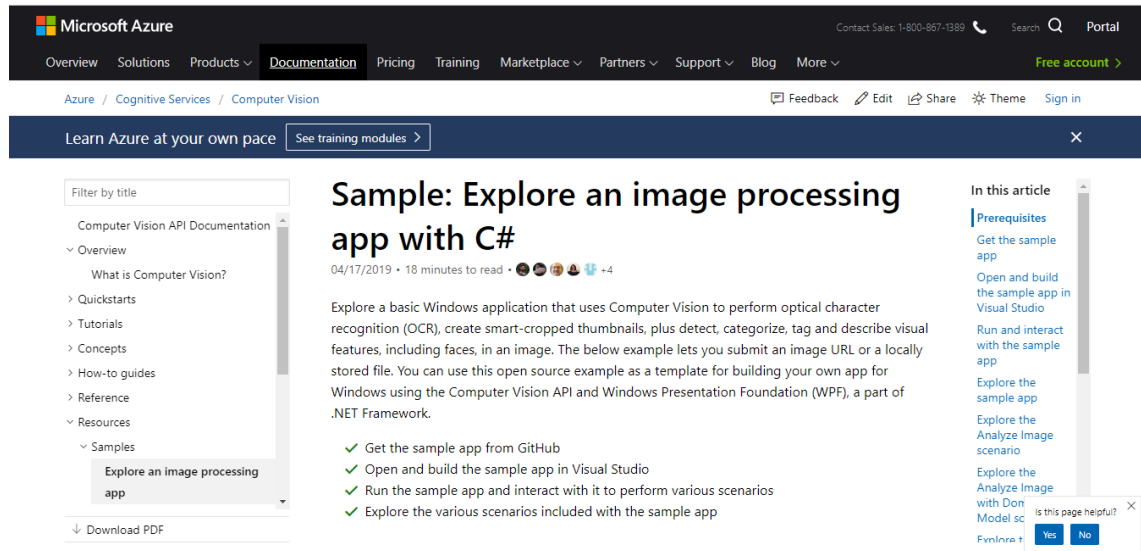 Microsoft Azure
Contact Sales: 1-800-867-1389
Search
Portal
Overview Solutions Products Documentation Pricing Training Marketplace Partners Support Blog More Free account >
Azure / Cognitive Services / Computer Vision
Feedback Edit Share Theme Sign in
Learn Azure at your own pace See training modules >
Filter by title
Computer Vision API Documentation
Overview
What is Computer Vision?
Quickstarts
Tutorials
Concepts
How-to guides
Reference
Resources
Samples
Explore an image processing
app
Download PDF
Sample: Explore an image processing
app with C#
04/17/2019 • 18 minutes to read • +4
Explore a basic Windows application that uses Computer Vision to perform optical character
recognition (OCR), create smart-cropped thumbnails, plus detect, categorize, tag and describe visual
features, including faces, in an image. The below example lets you submit an image URL or a locally
stored file. You can use this open source example as a template for building your own app for
Windows using the Computer Vision API and Windows Presentation Foundation (WPF), a part of
.NET Framework.
Get the sample app from GitHub
Open and build the sample app in Visual Studio
Run the sample app and interact with it to perform various scenarios
Explore the various scenarios included with the sample app
In this article
Prerequisites
Get the sample
app
Open and build
the sample app in
Visual Studio
Run and interact
with the sample
app
Explore the
sample app
Explore the
Analyze Image
scenario
Explore the
Analyze Image
with Dom
Model sc
Explore t
Is this page helpful?
Yes No